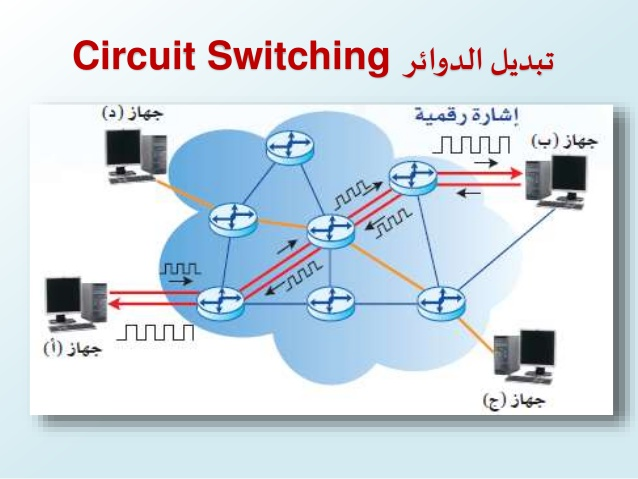 تبديل الدوائر Circuit Switching
جهاز (د)
إشارة رقمية
جهاز (ب)
جهاز (أ)
جهاز (ج)